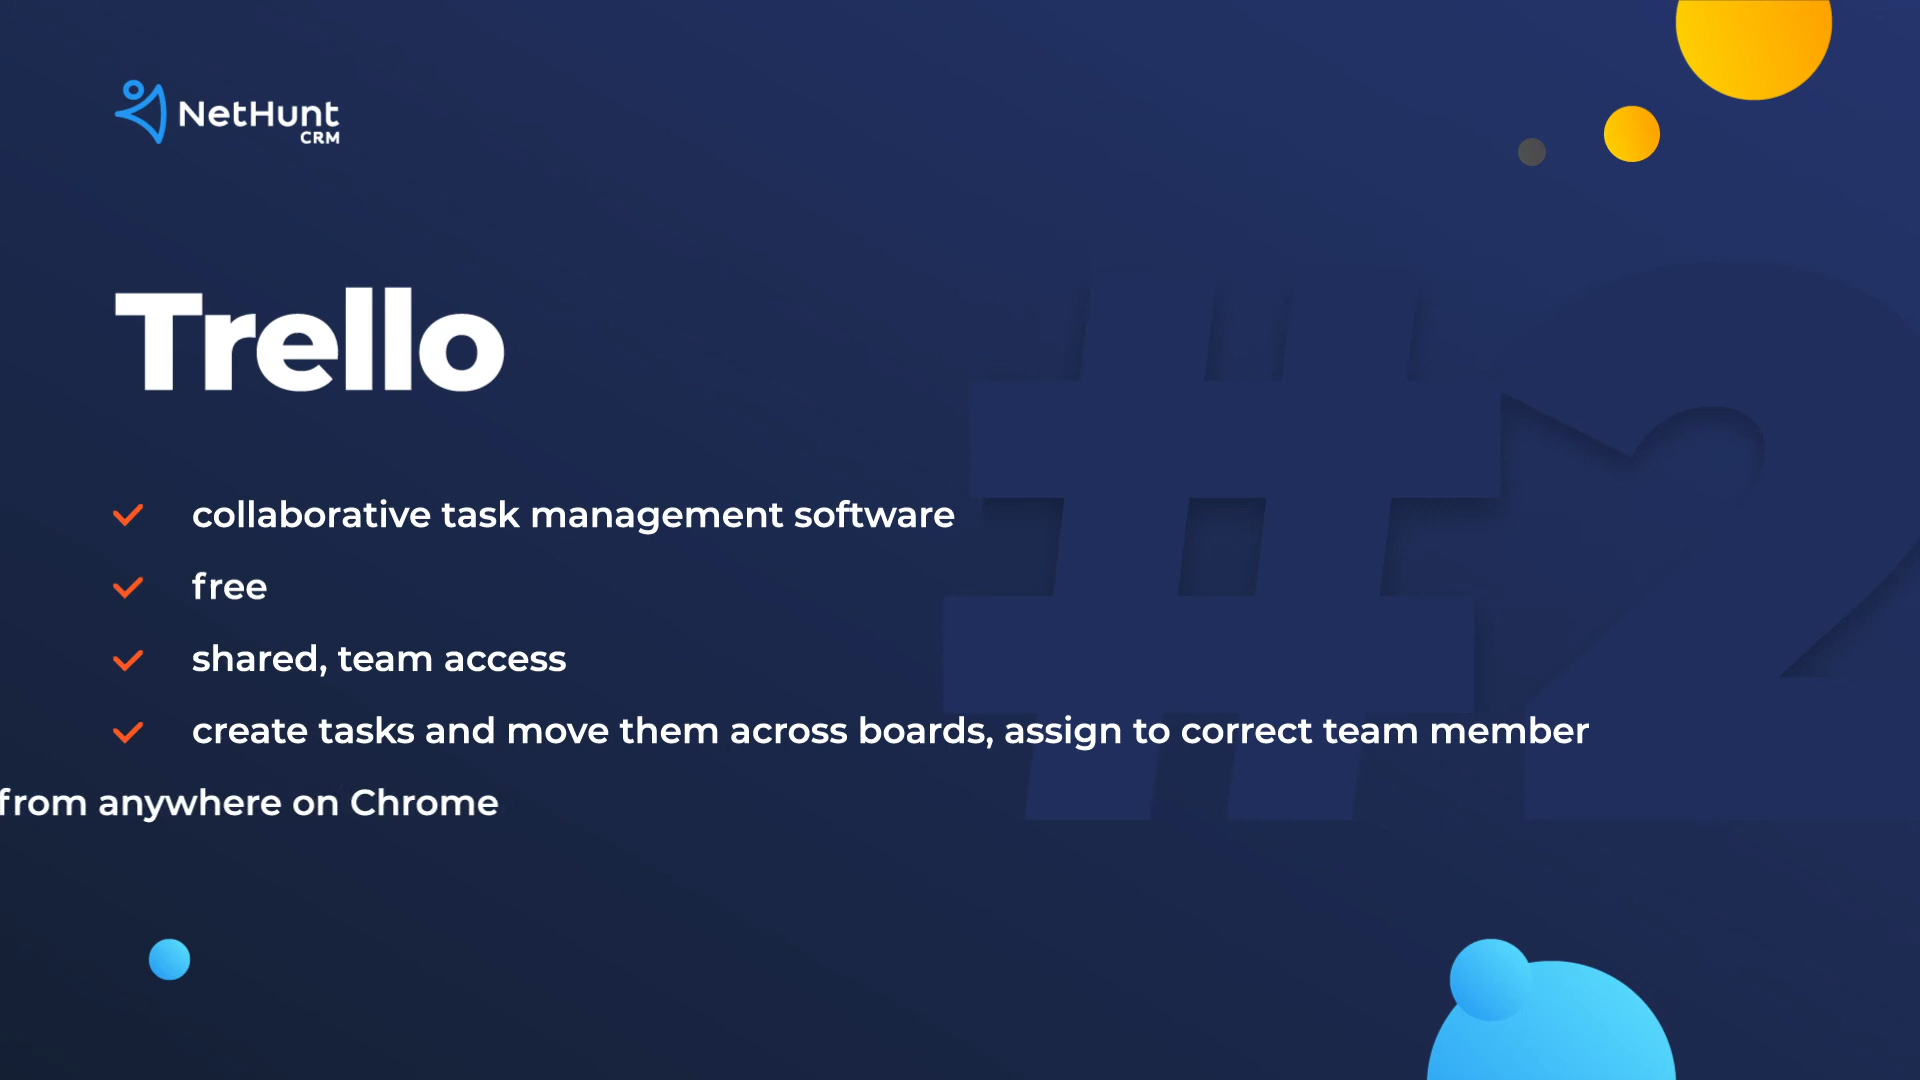 NetHunt
CRM
Trello
#2
collaborative task management software
free
shared, team access
create tasks and move them across boards, assign to correct team member
from anywhere on Chrome